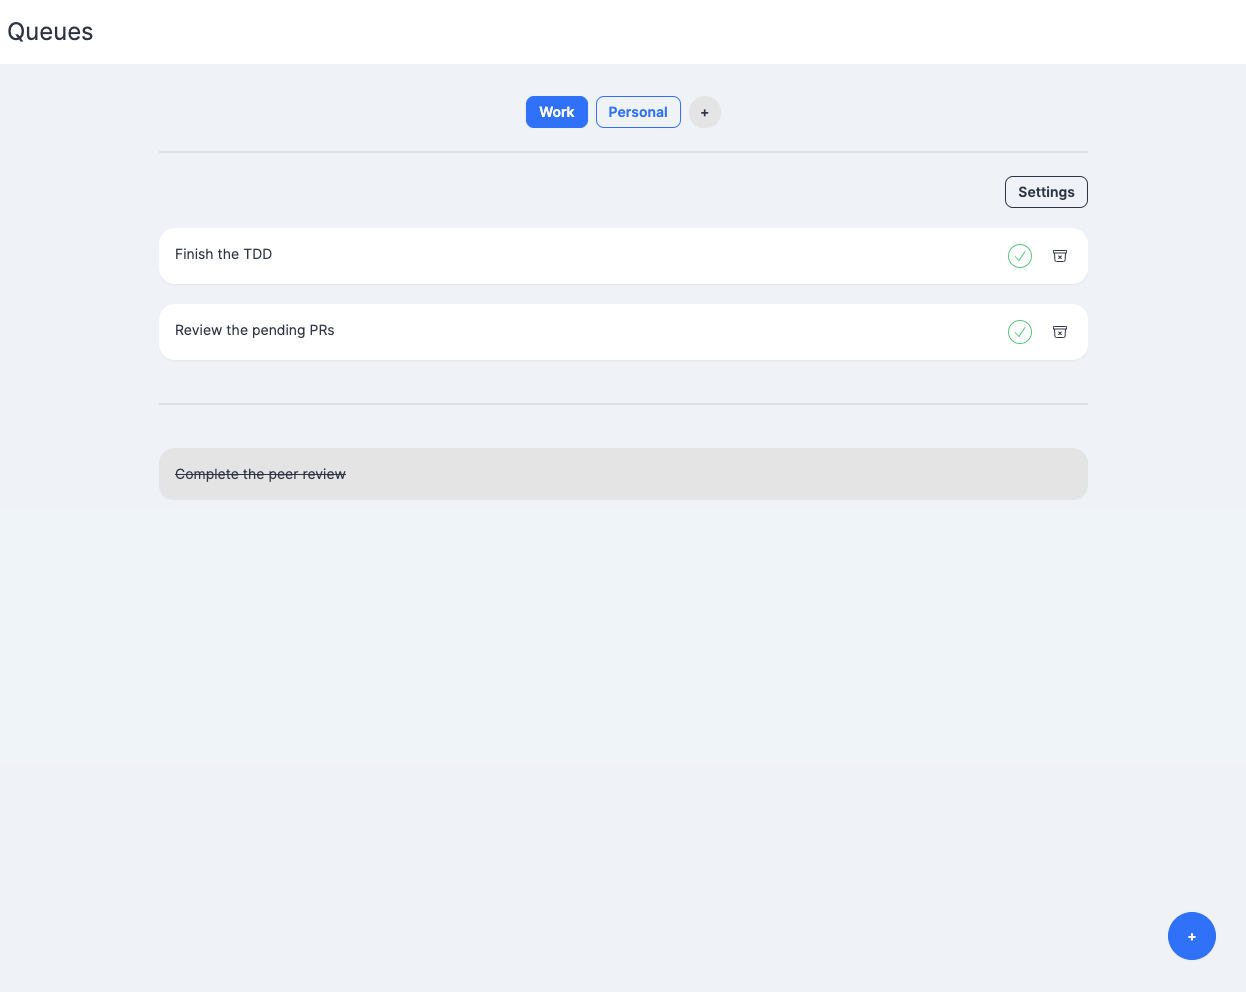 Queues
Work Personal +
Settings
Finish the TDD
Review the pending PRs
Complete the peer review
+